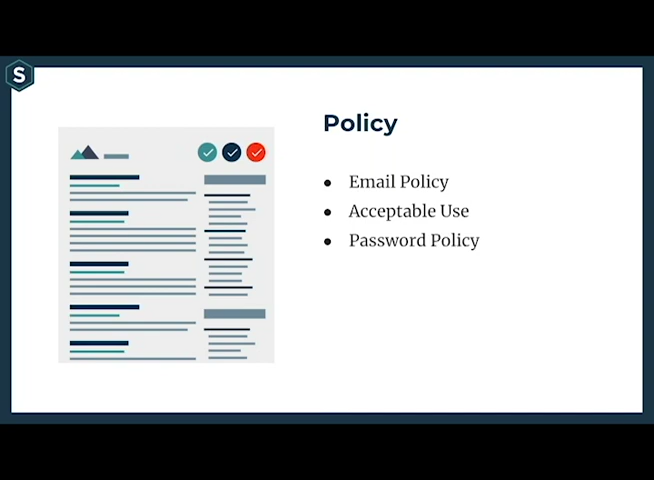 S
Policy
● Email Policy
● Acceptable Use
● Password Policy